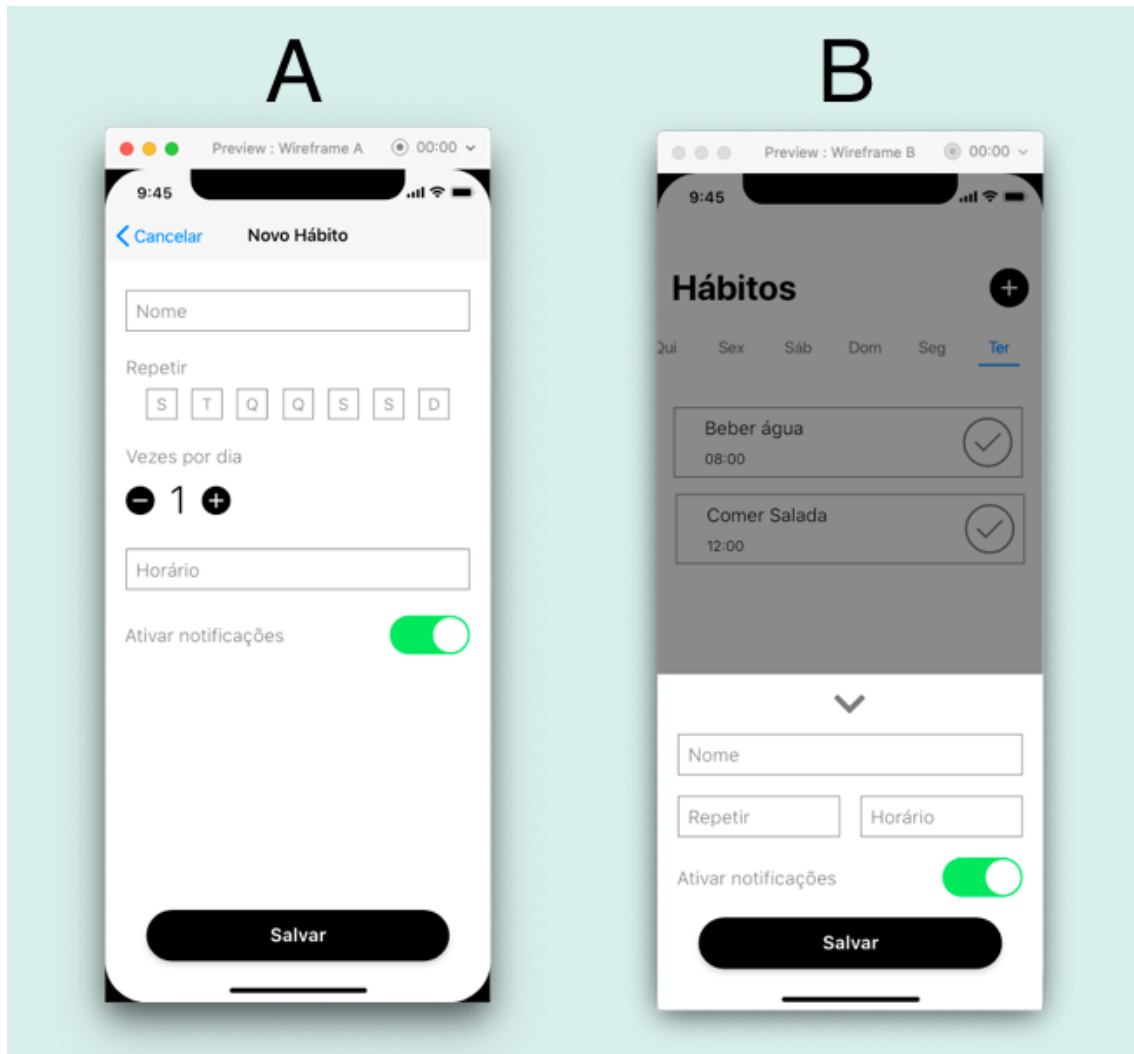 A
Preview : Wireframe A 00:00
9:45
Cancelar Novo Hábito
Nome
Repetir
S T Q Q S S D
Vezes por dia
1
Horário
Ativar notificações
Salvar
B
Preview : Wireframe B 00:00
9:45
Hábitos
Qui Sex Sáb Dom Seg Ter
Beber água
08:00
Comer Salada
12:00
Nome
Repetir Horário
Ativar notificações
Salvar